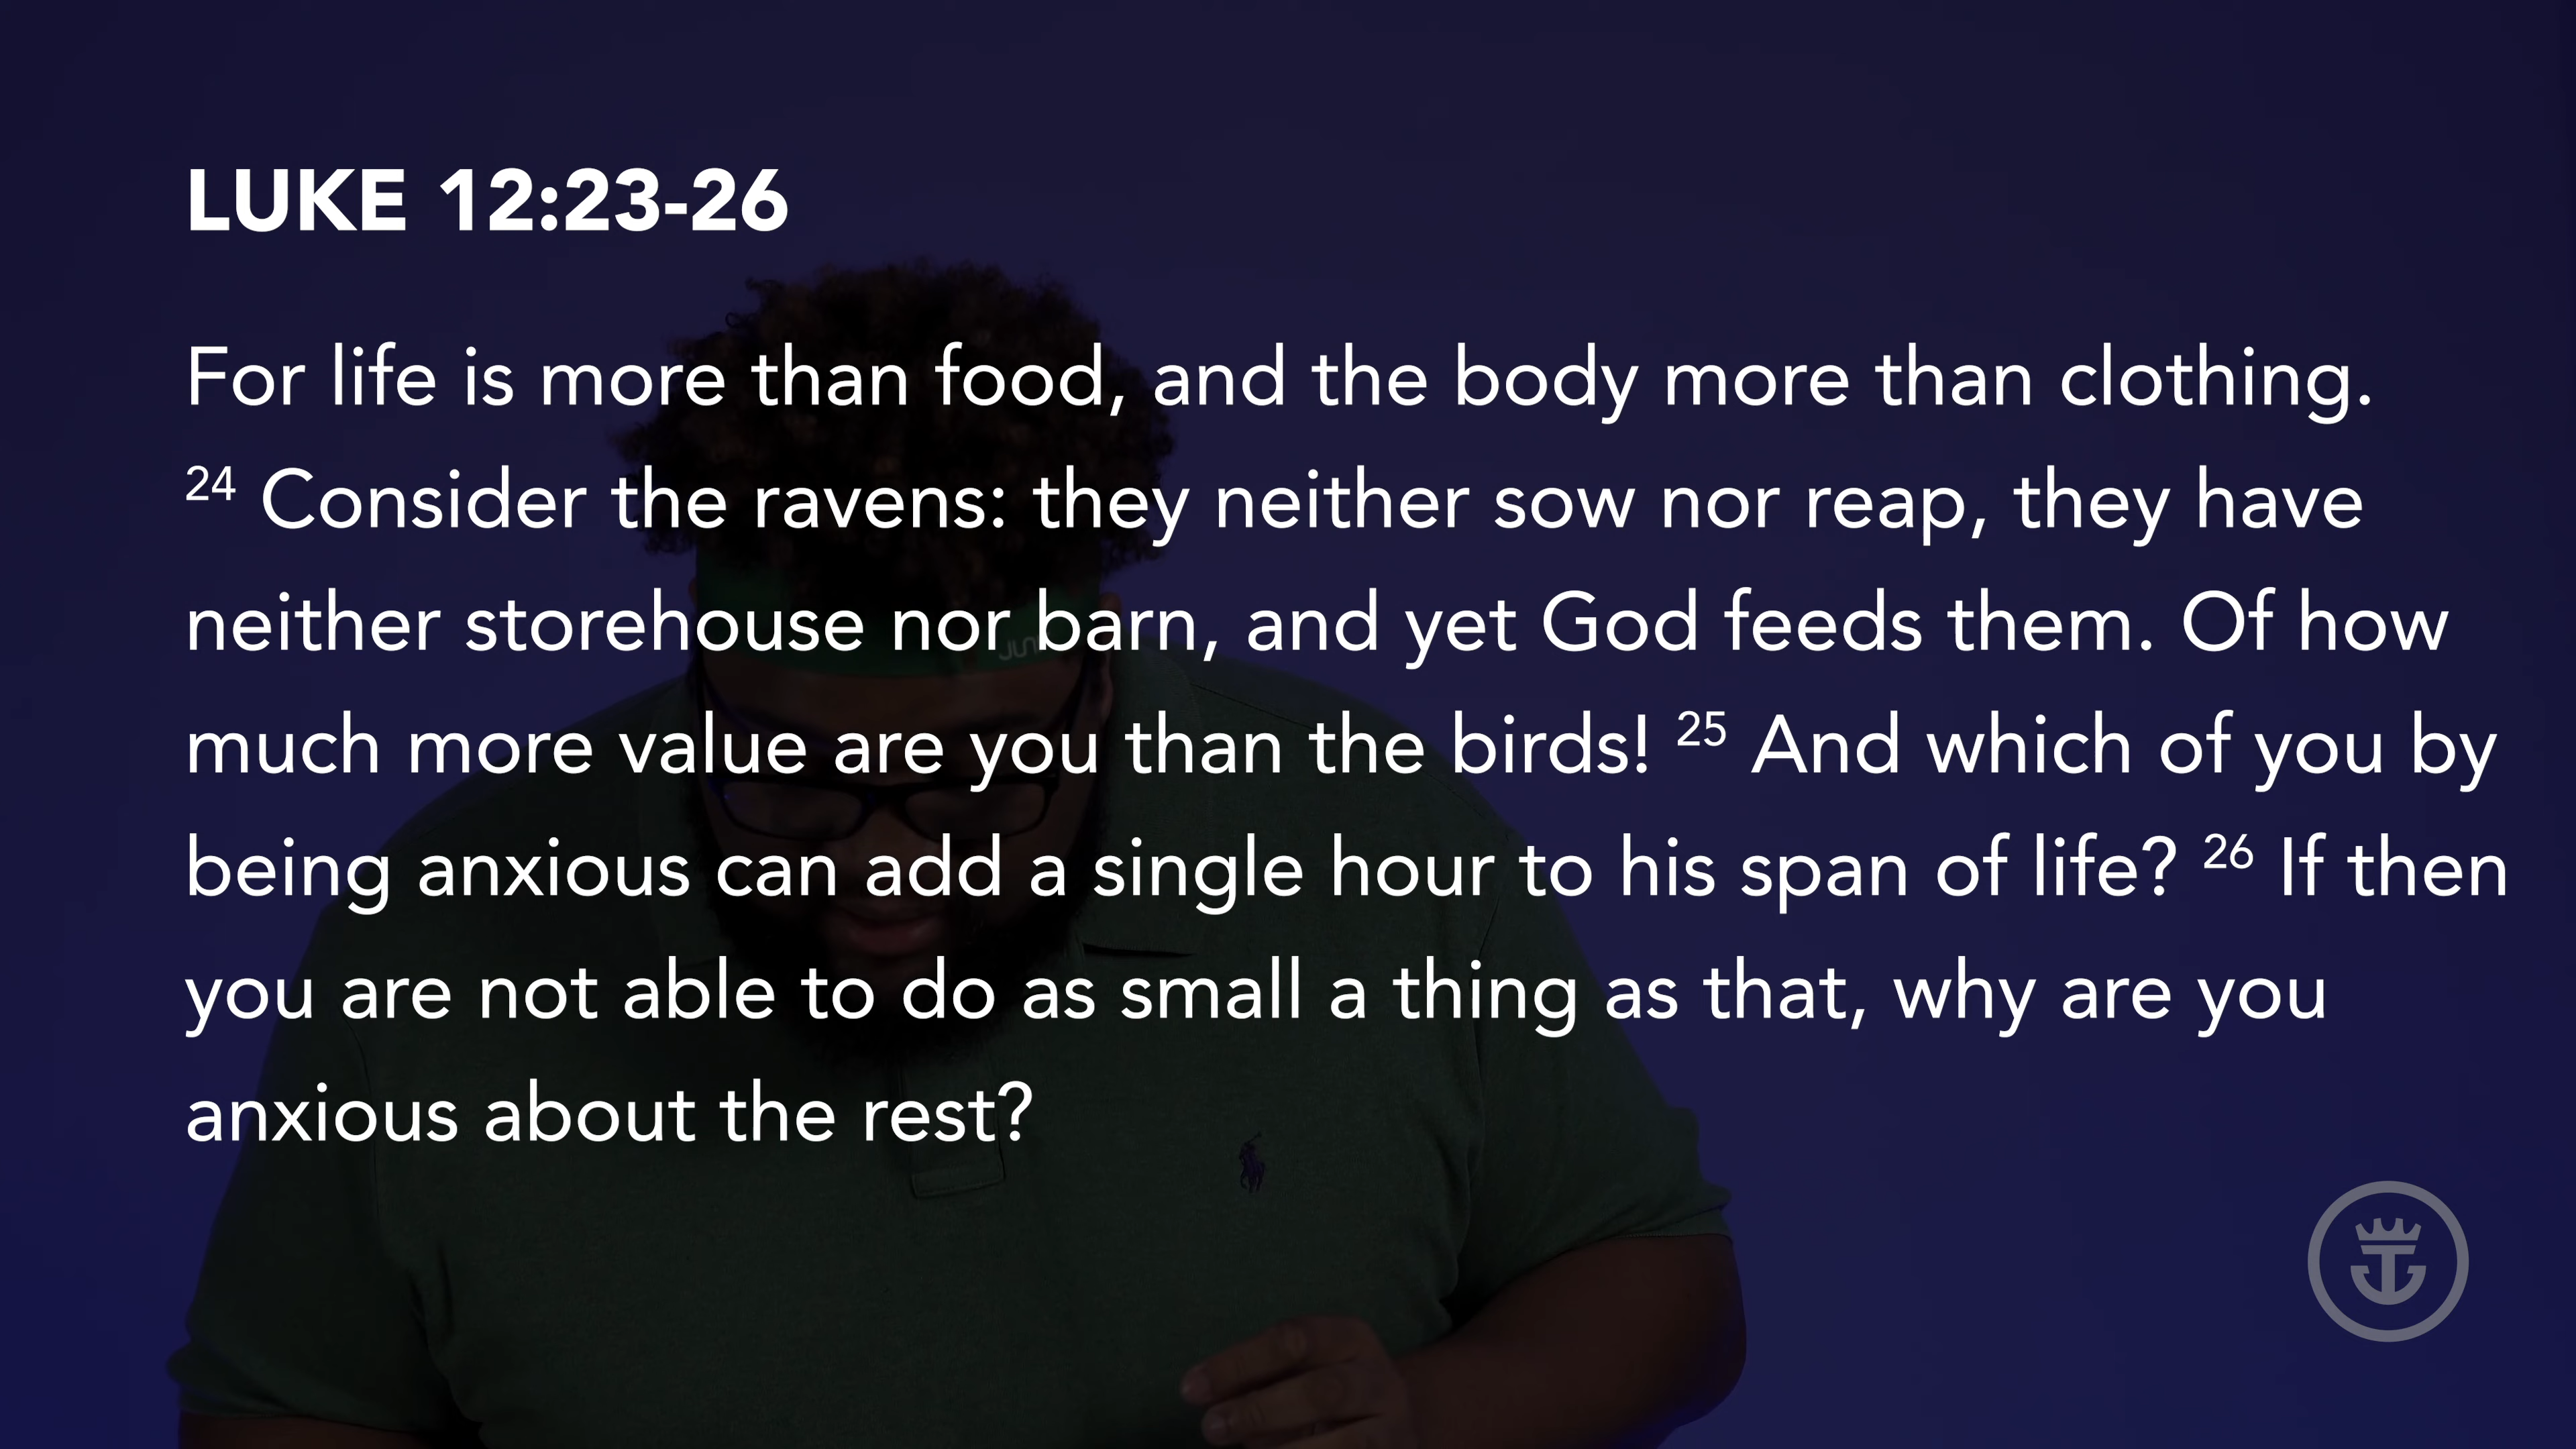 LUKE 12:23-26
For life is more than food, and the body more than clothing.
24 Consider the ravens: they neither sow nor reap, they have
neither storehouse nor barn, and yet God feeds them. Of how
much more value are you than the birds! 25 And which of you by
being anxious can add a single hour to his span of life? 26 If then
you are not able to do as small a thing as that, why are you
anxious about the rest?